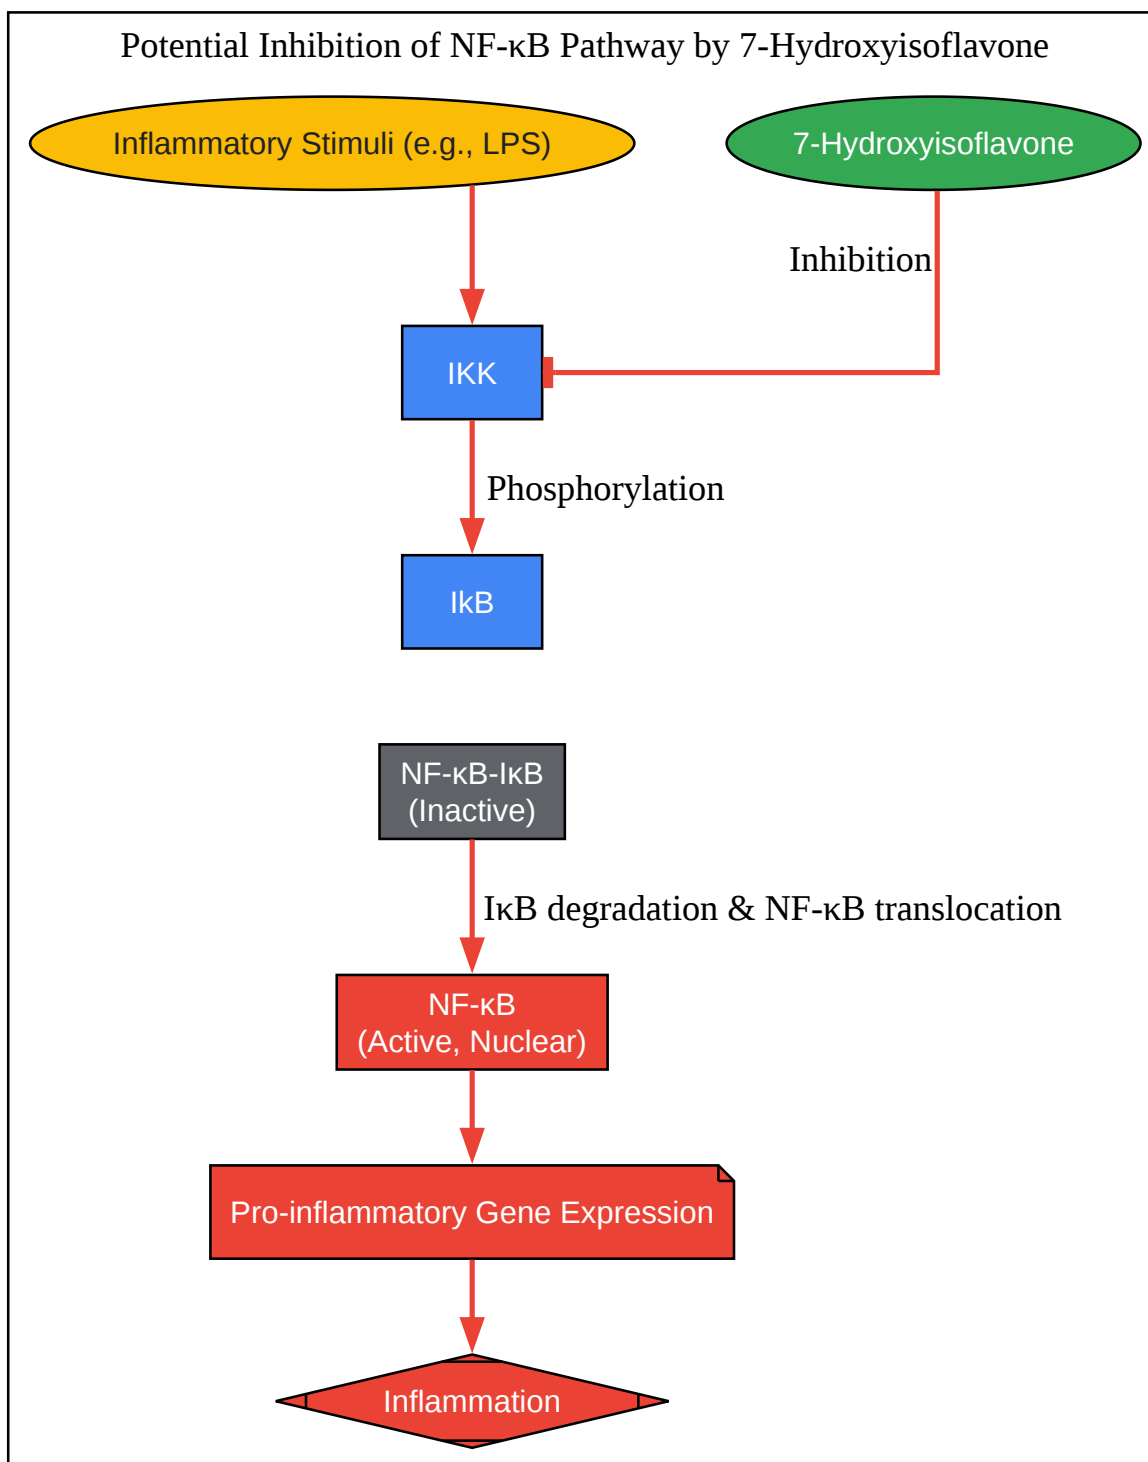 Potential Inhibition of NF-κB Pathway by 7-Hydroxyisoflavone
Inflammatory Stimuli (e.g., LPS)
7-Hydroxyisoflavone
Inhibition
IKK
Phosphorylation
IkB
NF-κB-IκB
(Inactive)
IκB degradation & NF-κB translocation
NF-κB
(Active, Nuclear)
Pro-inflammatory Gene Expression
Inflammation